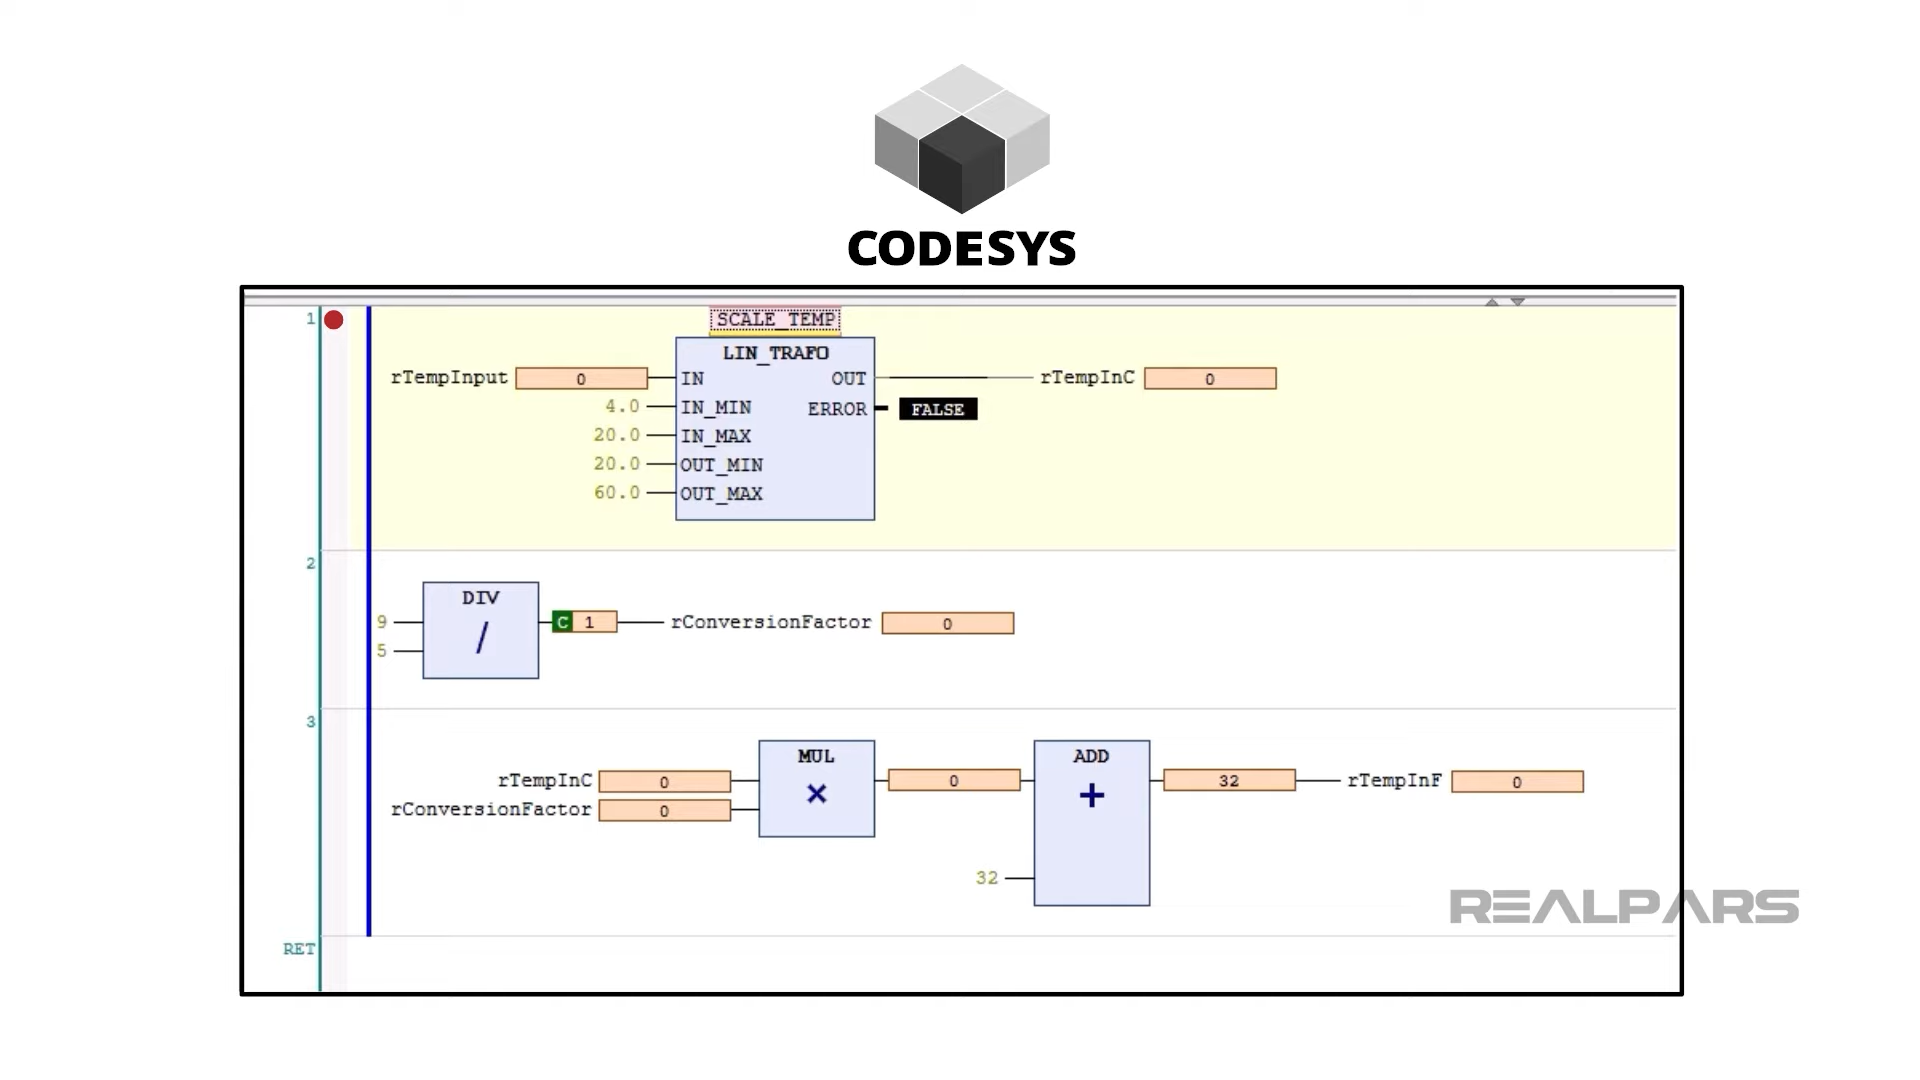 CODESYS
1
SCALE_TEMP
LIN_TRAFO
rTempInput 0 IN OUT rTempInC 0
4.0 IN_MIN ERROR FALSE
20.0 IN_MAX
20.0 OUT_MIN
60.0 OUT_MAX
2
DIV
9 / C 1 rConversionFactor 0
5
3
MUL ADD
rTempInC 0 × 0 + 32 rTempInF 0
rConversionFactor 0
32
REALPARS
RET